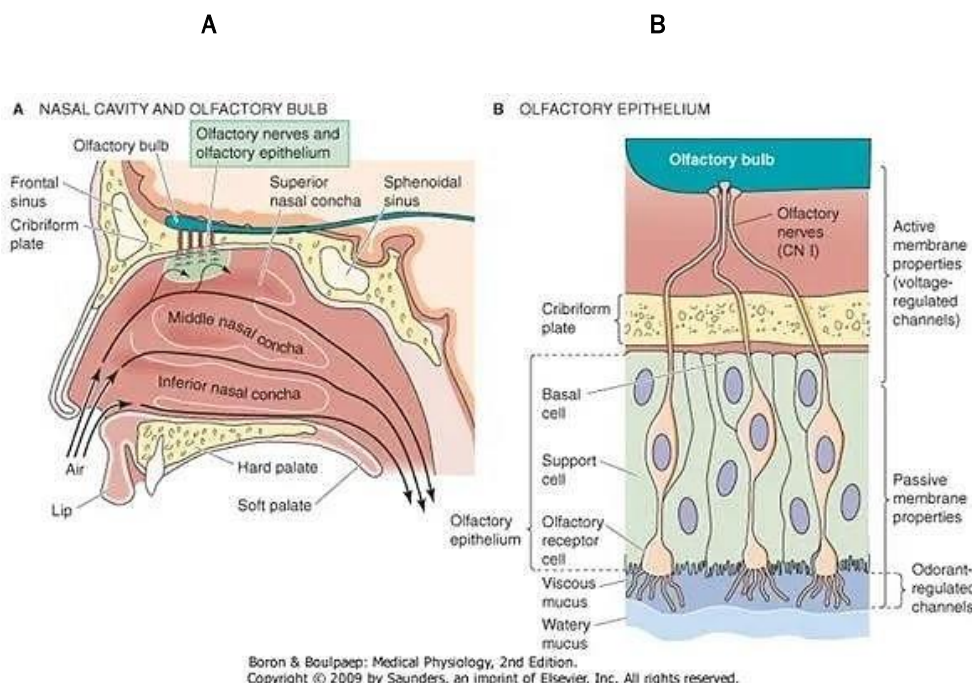 A
B
A NASAL CAVITY AND OLFACTORY BULB
Olfactory bulb
Olfactory nerves and
olfactory epithelium
Frontal
sinus
Cribriform
plate
Superior
nasal concha
Sphenoidal
sinus
Middle nasal concha
Inferior nasal concha
Air
Lip
Hard palate
Soft palate
B OLFACTORY EPITHELIUM
Olfactory bulb
Olfactory
nerves
(CN I)
Active
membrane
properties
(voltage-
regulated
channels)
Cribriform
plate
Basal
cell
Support
cell
Olfactory
epithelium
Olfactory
receptor
cell
Passive
membrane
properties
Viscous
mucus
Odorant-
regulated
channels
Watery
mucus
Boron & Boulpaep: Medical Physiology, 2nd Edition.
Copyright © 2009 by Saunders, an imprint of Elsevier, Inc. All rights reserved.